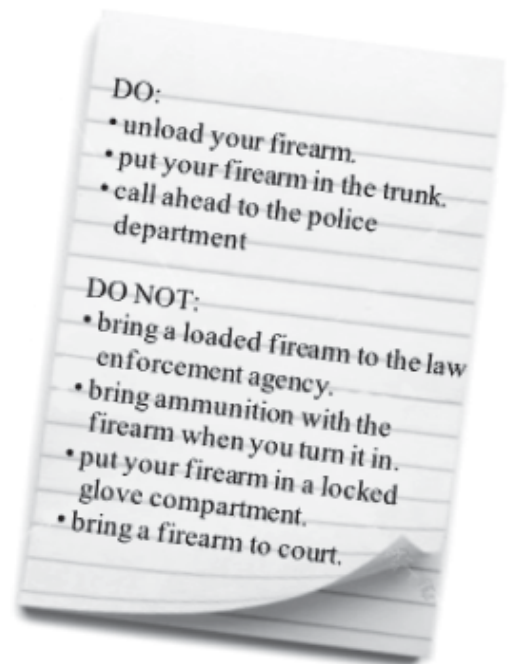 DO:
• unload your firearm.
• put your firearm in the trunk.
• call ahead to the police
department
DO NOT:
• bring a loaded firearm to the law
enforcement agency.
• bring ammunition with the
firearm when you turn it in.
• put your firearm in a locked
glove compartment.
• bring a firearm to court.